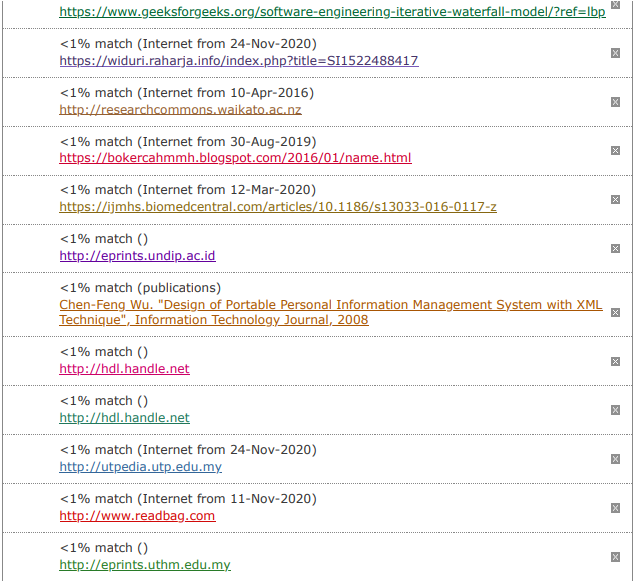 https://www.geeksforgeeks.org/software-engineering-iterative-waterfall-model/?ref=lbp
<1% match (Internet from 24-Nov-2020)
https://widuri.raharja.info/index.php?title=SI1522488417
<1% match (Internet from 10-Apr-2016)
http://researchcommons.waikato.ac.nz
<1% match (Internet from 30-Aug-2019)
https://bokercahmmh.blogspot.com/2016/01/name.html
<1% match (Internet from 12-Mar-2020)
https://ijmhs.biomedcentral.com/articles/10.1186/s13033-016-0117-z
<1% match ()
http://eprints.undip.ac.id
<1% match (publications)
Chen-Feng Wu. "Design of Portable Personal Information Management System with XML
Technique", Information Technology Journal, 2008
<1% match ()
http://hdl.handle.net
<1% match ()
http://hdl.handle.net
<1% match (Internet from 24-Nov-2020)
http://utpedia.utp.edu.my
<1% match (Internet from 11-Nov-2020)
http://www.readbag.com
<1% match ()
http://eprints.uthm.edu.my